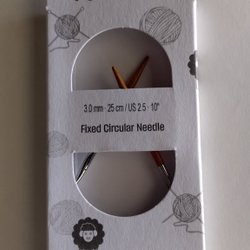 3.0 mm · 25 cm / US 2.5 · 10"
Fixed Circular Needle